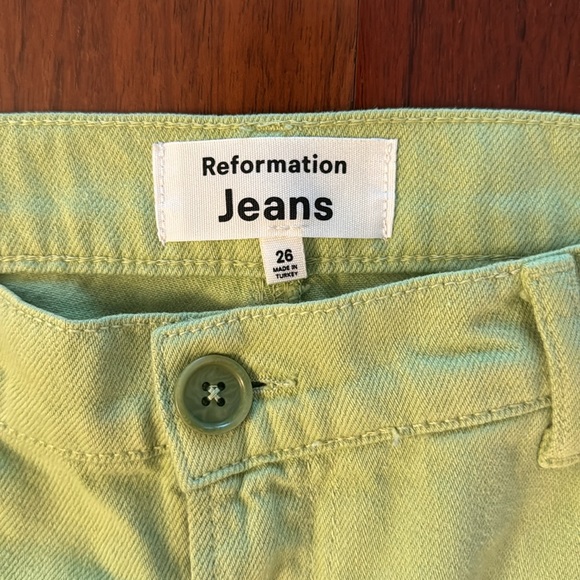 Reformation
Jeans
26
MADE IN
TURKEY